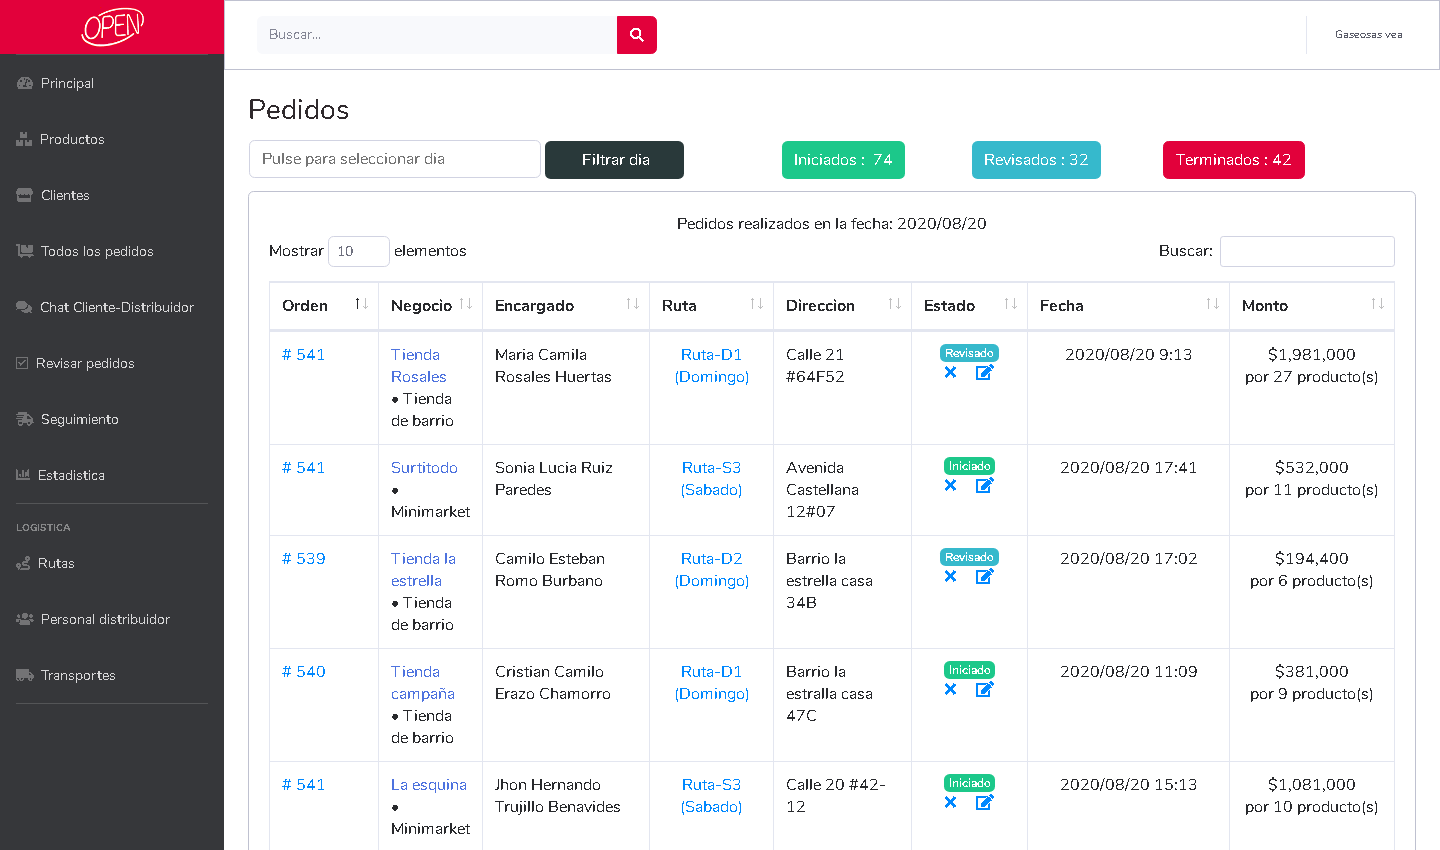 OPEN
Buscar...
Gaseosas vea
Principal
Productos
Clientes
Todos los pedidos
Chat Cliente-Distribuidor
Revisar pedidos
Seguimiento
Estadistica
LOGISTICA
Rutas
Personal distribuidor
Transportes
Pedidos
Pulse para seleccionar dia
Filtrar dia
Iniciados : 74
Revisados : 32
Terminados : 42
Pedidos realizados en la fecha: 2020/08/20
Mostrar 10 elementos
Buscar:
Orden Negocio Encargado Ruta Direccion Estado Fecha Monto
# 541 Tienda Maria Camila Ruta-D1 Calle 21 Revisado 2020/08/20 9:13 $1,981,000
Rosales Rosales Huertas (Domingo) #64F52 por 27 producto(s)
• Tienda
de barrio
# 541 Surtitodo Sonia Lucia Ruiz Ruta-S3 Avenida Iniciado 2020/08/20 17:41 $532,000
• Paredes (Sabado) Castellana por 11 producto(s)
Minimarket 12#07
# 539 Tienda la Camilo Esteban Ruta-D2 Barrio la Revisado 2020/08/20 17:02 $194,400
estrella Romo Burbano (Domingo) estrella casa por 6 producto(s)
• Tienda 34B
de barrio
# 540 Tienda Cristian Camilo Ruta-D1 Barrio la Iniciado 2020/08/20 11:09 $381,000
campaña Erazo Chamorro (Domingo) estralla casa por 9 producto(s)
• Tienda 47C
de barrio
# 541 La esquina Jhon Hernando Ruta-S3 Calle 20 #42- Iniciado 2020/08/20 15:13 $1,081,000
• Trujillo Benavides (Sabado) 12 por 10 producto(s)
Minimarket